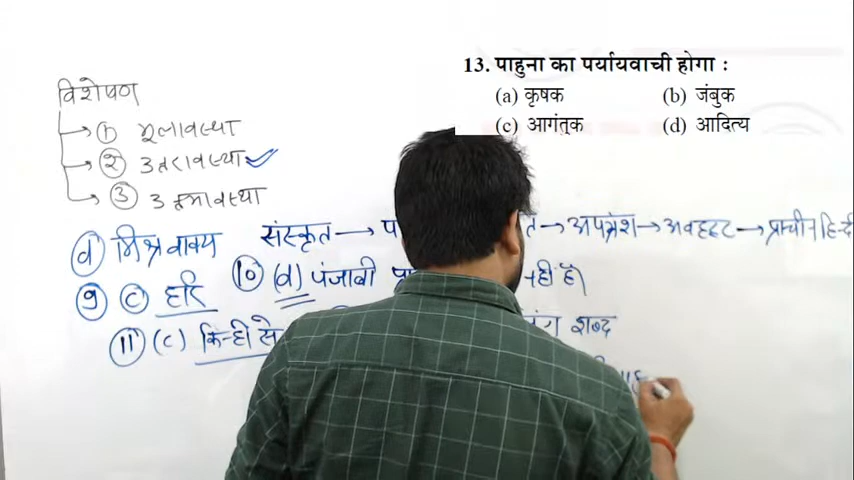 13. पाहुना का पर्यायवाची होगा :
(a) कृषक (b) जंबुक
(c) आगंतुक (d) आदित्य
विशेषण
① मूलावस्था
② उत्तरावस्था
③ उत्तमावस्था
(d) मिश्र वाक्य
संस्कृत → → अपभ्रंश → अवहट्ट → प्राचीन हिन्दी
⑨ (c) हरि
⑩ (d) पंजाबी नहीं है)
⑪ (c) किन्ही से
शब्द